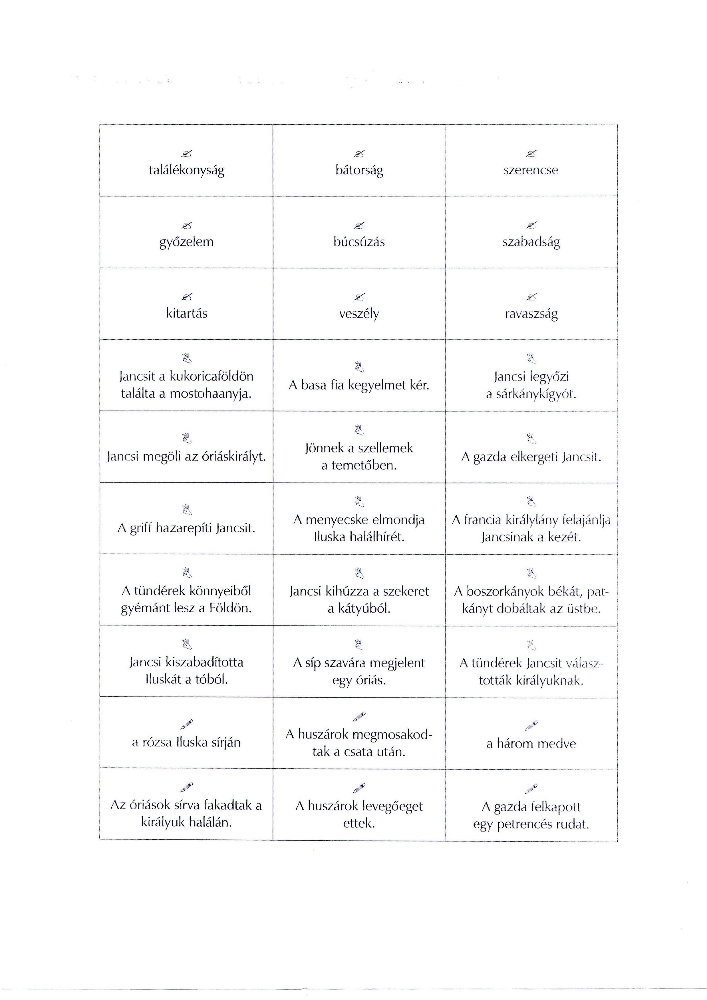 találékonyság
bátorság
szerencse
győzelem
búcsúzás
szabadság
kitartás
veszély
ravaszság
Jancsit a kukoricaföldön
találta a mostohaanyja.
A basa fia kegyelmet kér.
Jancsi legyőzi
a sárkánykígyót.
Jancsi megöli az óriáskirályt.
Jönnek a szellemek
a temetőben.
A gazda elkergeti Jancsit.
A griff hazarepíti Jancsit.
A menyecske elmondja
Iluska halálhírét.
A francia királylány felajánlja
Jancsinak a kezét.
A tündérek könnyeiből
gyémánt lesz a Földön.
Jancsi kihúzza a szekeret
a kátyúból.
A boszorkányok békát, pat-
kányt dobáltak az üstbe.
Jancsi kiszabadította
Iluskát a tóból.
A síp szavára megjelent
egy óriás.
A tündérek Jancsit válasz-
tották királyuknak.
a rózsa Iluska sírján
A huszárok megmosakod-
tak a csata után.
a három medve
Az óriások sírva fakadtak a
királyuk halálán.
A huszárok levegőeget
ettek.
A gazda felkapott
egy petrencés rudat.